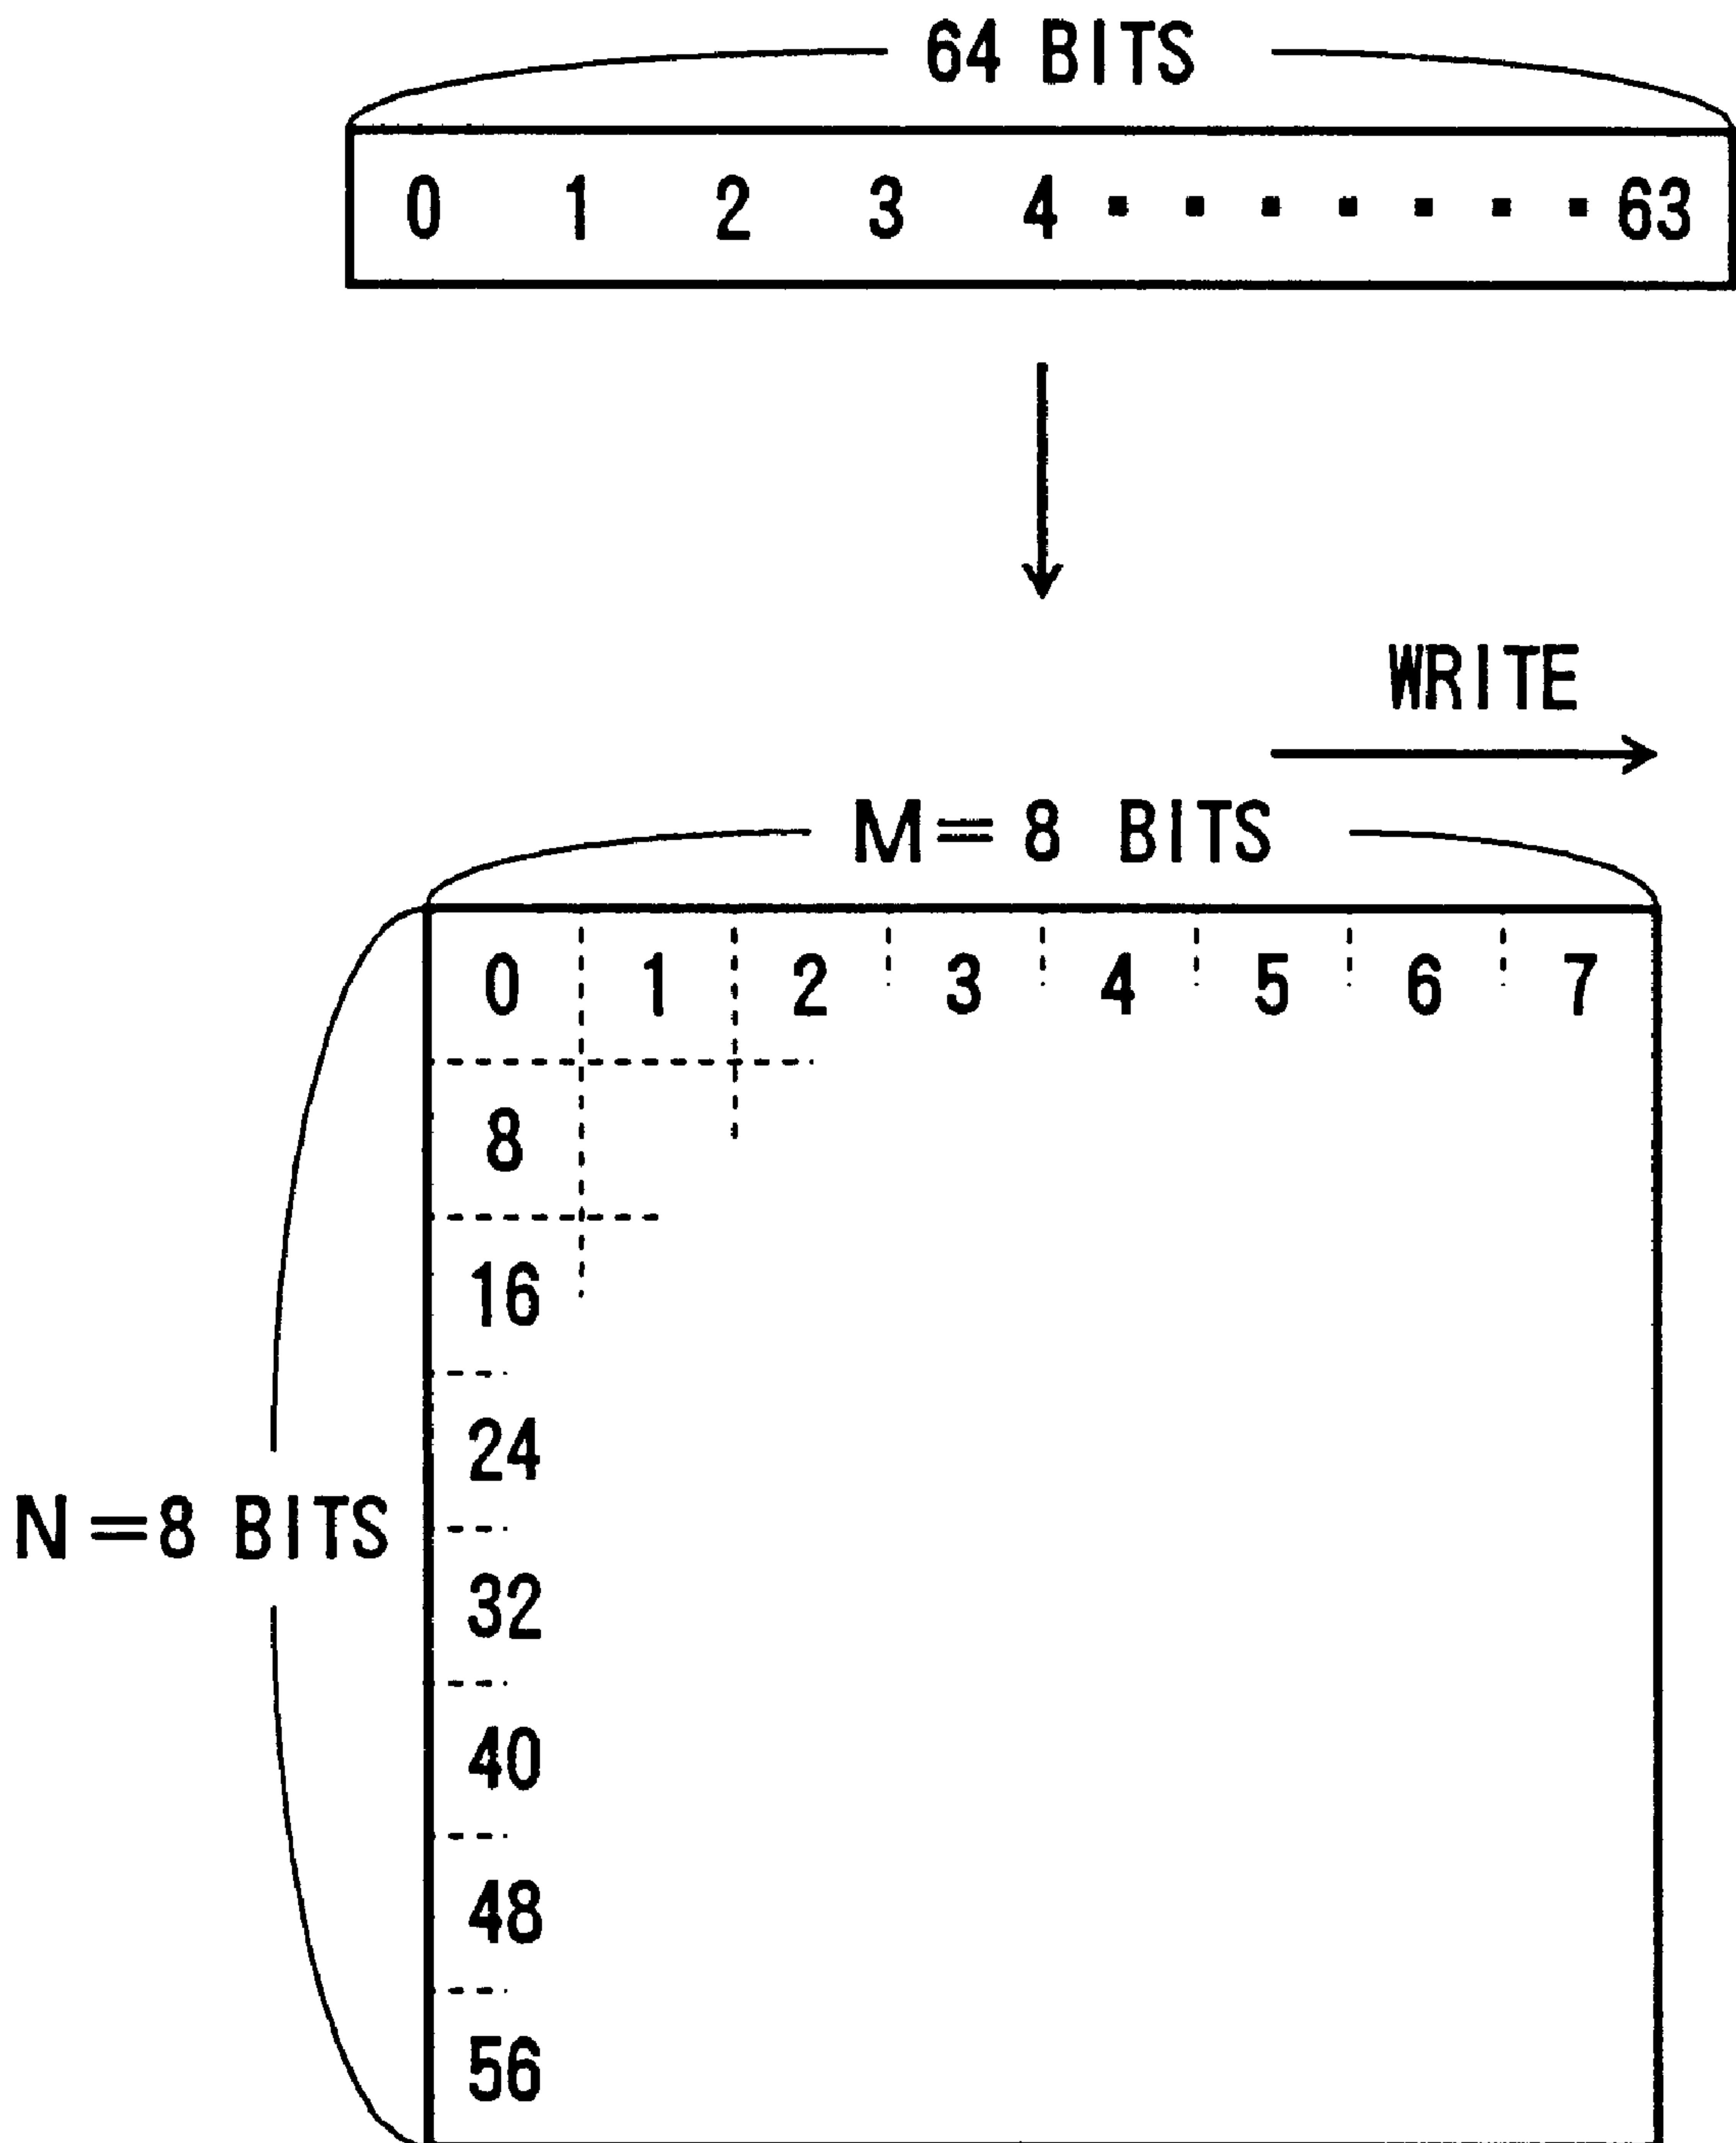 64 BITS
0 1 2 3 4 ▪ ▪ ▪ ▪ ▪ ▪ ▪ 63
WRITE
M=8 BITS
0 1 2 3 4 5 6 7
8
16
24
N=8 BITS
32
40
48
56